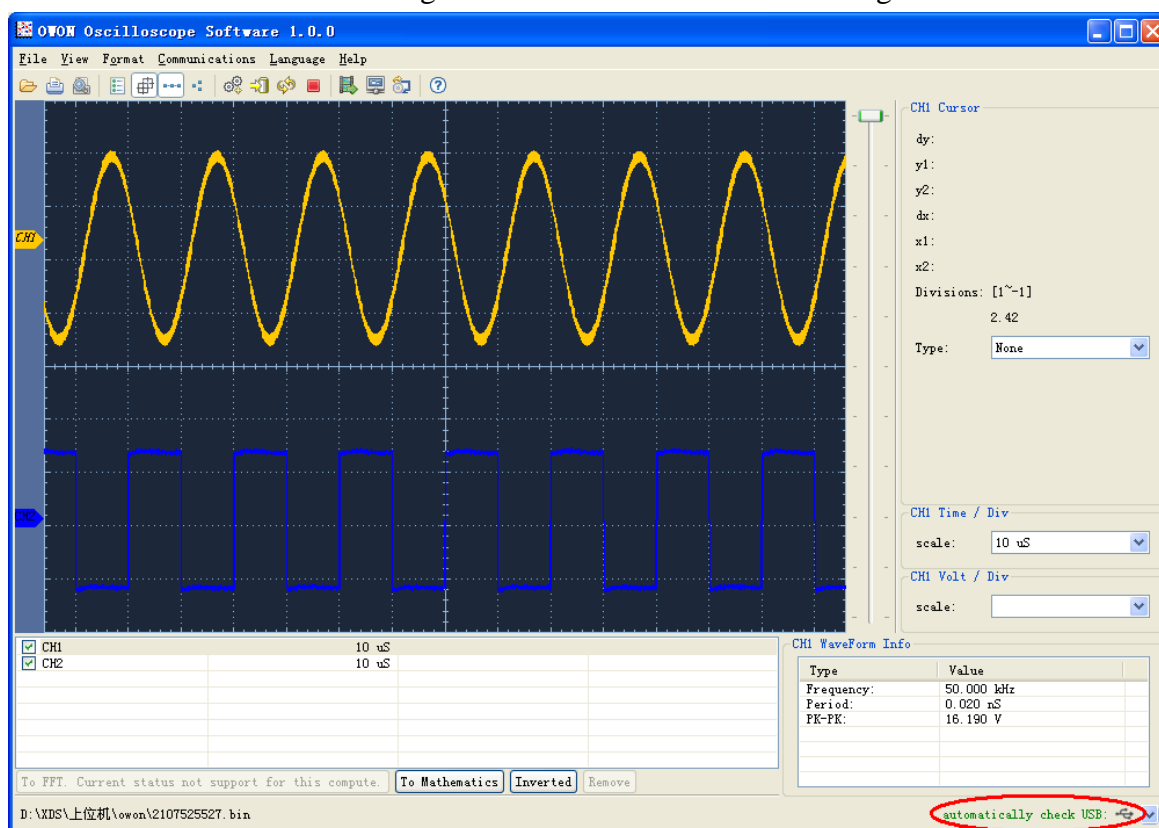 OWON Oscilloscope Software 1.0.0
File View Format Communications Language Help
CH1 Cursor
dy:
y1:
y2:
dx:
x1:
x2:
Divisions: [1~-1]
2.42
Type: None
CH1
CH2
CH1 Time / Div
scale: 10 uS
CH1 Volt / Div
scale:
CH1 10 uS
CH2 10 uS
CH1 WaveForm Info
Type Value
Frequency: 50.000 kHz
Period: 0.020 mS
PK-PK: 16.190 V
To FFT. Current status not support for this compute. To Mathematics Inverted Remove
D:\XDS\上位机\owon\2107525527.bin
automatically check USB: